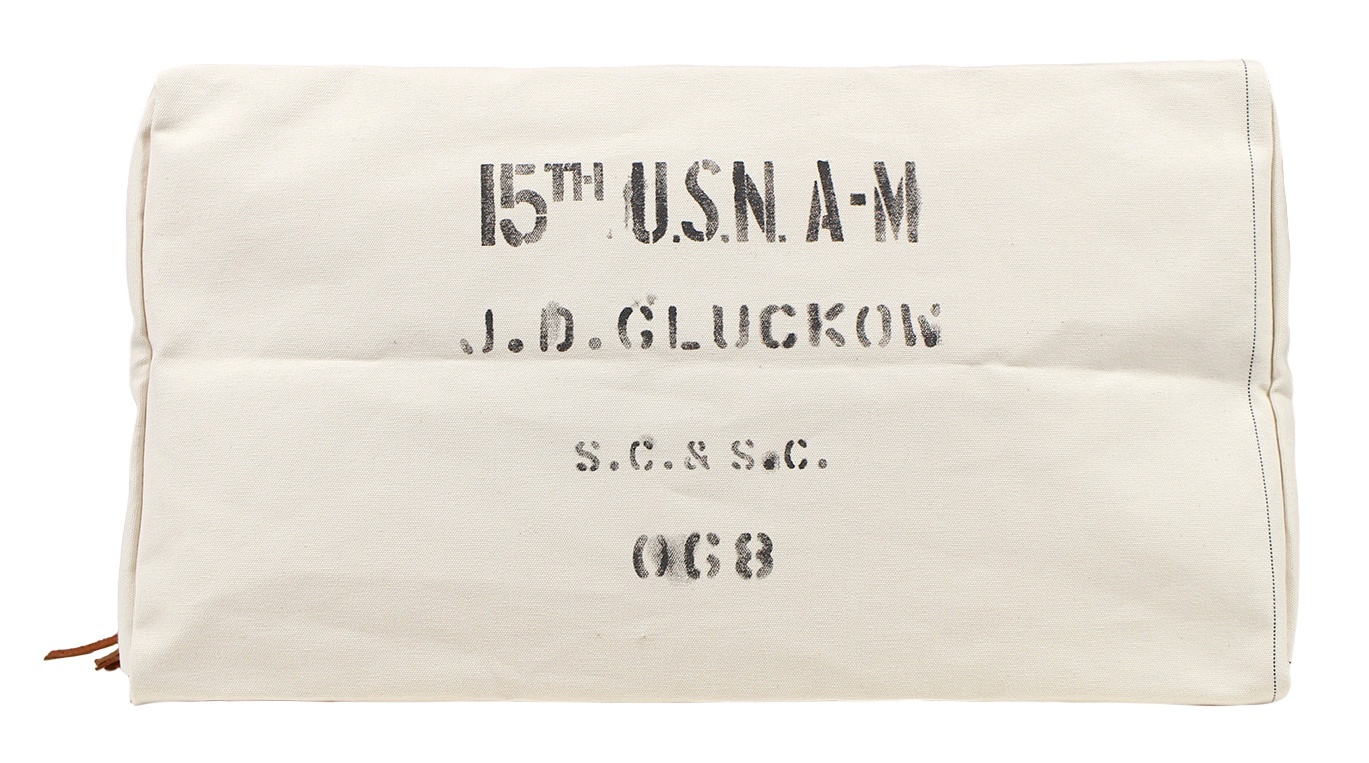 15TH U.S.N. A-M
J.D.GLUCKOW
S.C.& S.C.
068